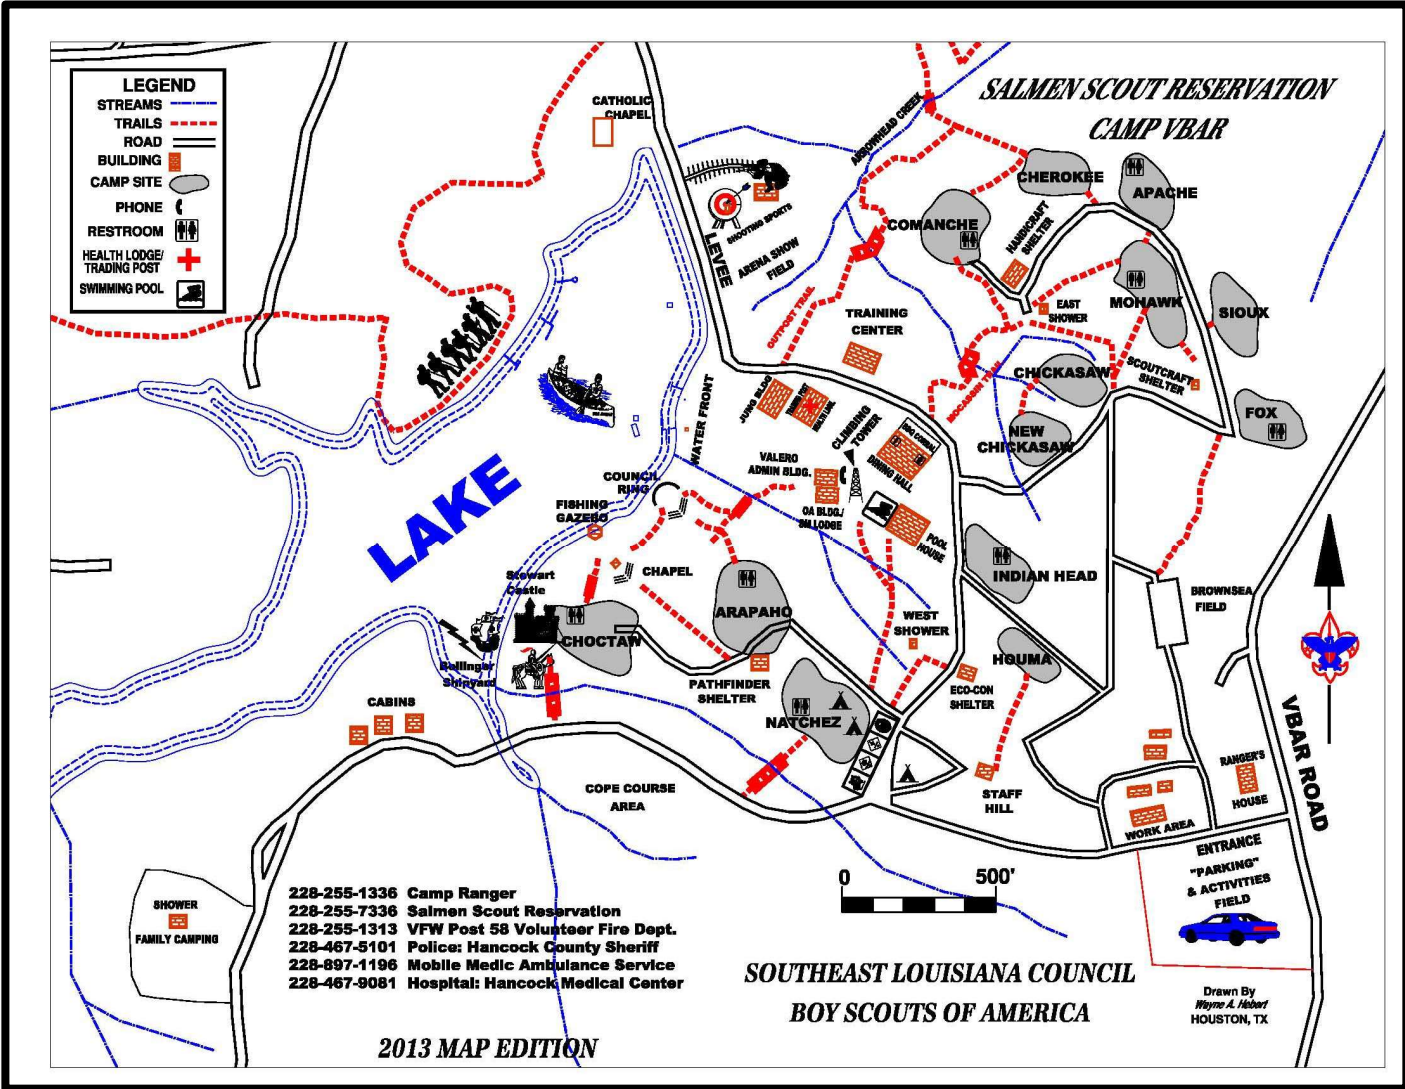 LEGEND
STREAMS
TRAILS
ROAD
BUILDING
CAMP SITE
PHONE
RESTROOM
HEALTH LODGE/
TRADING POST
SWIMMING POOL
SALMEN SCOUT RESERVATION
CAMP VBAR
CATHOLIC
CHAPEL
ARROWHEAD CREEK
CHEROKEE
APACHE
COMANCHE
HANDICRAFT
SHELTER
SHOOTING SPORTS
LEVEE
ARENA SHOW
FIELD
OUTPOST TRAIL
TRAINING
CENTER
EAST
SHOWER
MOHAWK
SIOUX
CHICKASAW
SCOUTCRAFT
SHELTER
MOCASSIN TRAIL
JUNG BLDG
TRADING POST
HEALTH LODGE
CLIMBING
TOWER
BBQ CORRAL
DINING HALL
NEW
CHICKASAW
FOX
WATER FRONT
VALERO
ADMIN BLDG.
OA BLDG./
SM LODGE
POOL
HOUSE
COUNCIL
RING
FISHING
GAZEBO
LAKE
CHAPEL
Stewart
Castle
ARAPAHO
CHOCTAW
INDIAN HEAD
BROWNSEA
FIELD
WEST
SHOWER
HOUMA
Bollinger
Shipyard
PATHFINDER
SHELTER
ECO-CON
SHELTER
NATCHEZ
CABINS
VBAR ROAD
COPE COURSE
AREA
STAFF
HILL
RANGER'S
HOUSE
WORK AREA
ENTRANCE
"PARKING"
& ACTIVITIES
FIELD
0 500'
SHOWER
FAMILY CAMPING
228-255-1336 Camp Ranger
228-255-7336 Salmen Scout Reservation
228-255-1313 VFW Post 58 Volunteer Fire Dept.
228-467-5101 Police: Hancock County Sheriff
228-897-1196 Mobile Medic Ambulance Service
228-467-9081 Hospital: Hancock Medical Center
SOUTHEAST LOUISIANA COUNCIL
BOY SCOUTS OF AMERICA
Drawn By
Wayne A. Hebert
HOUSTON, TX
2013 MAP EDITION